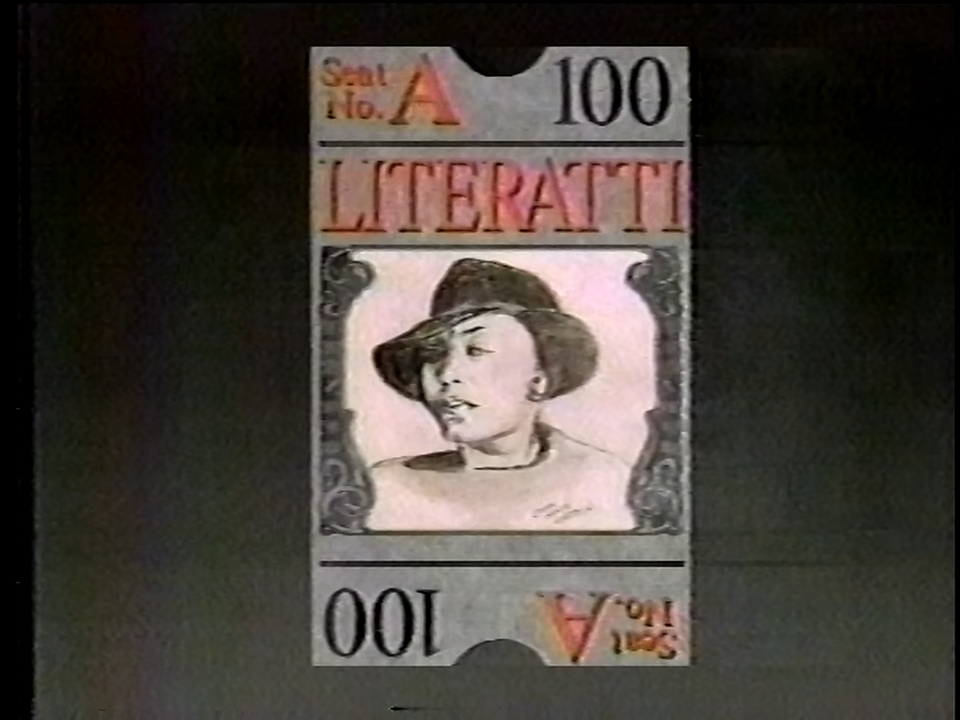 Seat
No. A 100
LITERATTI
100 Seat
No. A